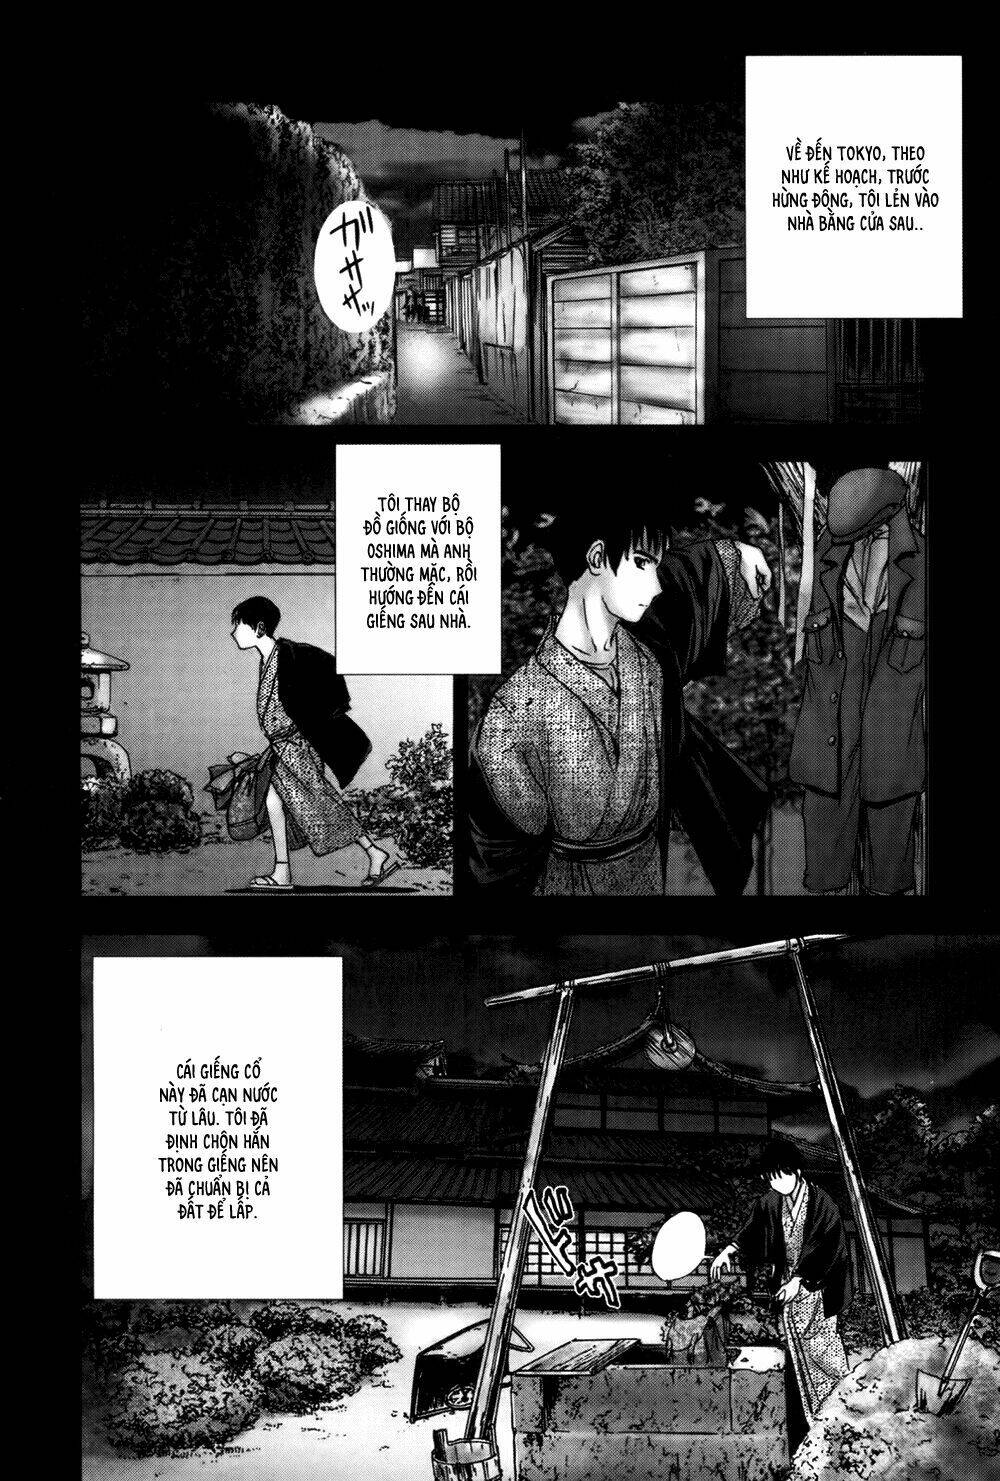 VỀ ĐẾN TOKYO, THEO
NHƯ KẾ HOẠCH, TRƯỚC
HỪNG ĐÔNG, TÔI LẺN VÀO
NHÀ BẰNG CỬA SAU..
ガササッ
TÔI THAY BỘ
ĐỒ GIỐNG VỚI BỘ
OSHIMA MÀ ANH
THƯỜNG MẶC, RỒI
HƯỚNG ĐẾN CÁI
GIẾNG SAU NHÀ.
CÁI GIẾNG CỔ
NÀY ĐÃ CẠN NƯỚC
TỪ LÂU. TÔI ĐÃ
ĐỊNH CHÔN HẮN
TRONG GIẾNG NÊN
ĐÃ CHUẨN BỊ CẢ
ĐẤT ĐỂ LẤP.